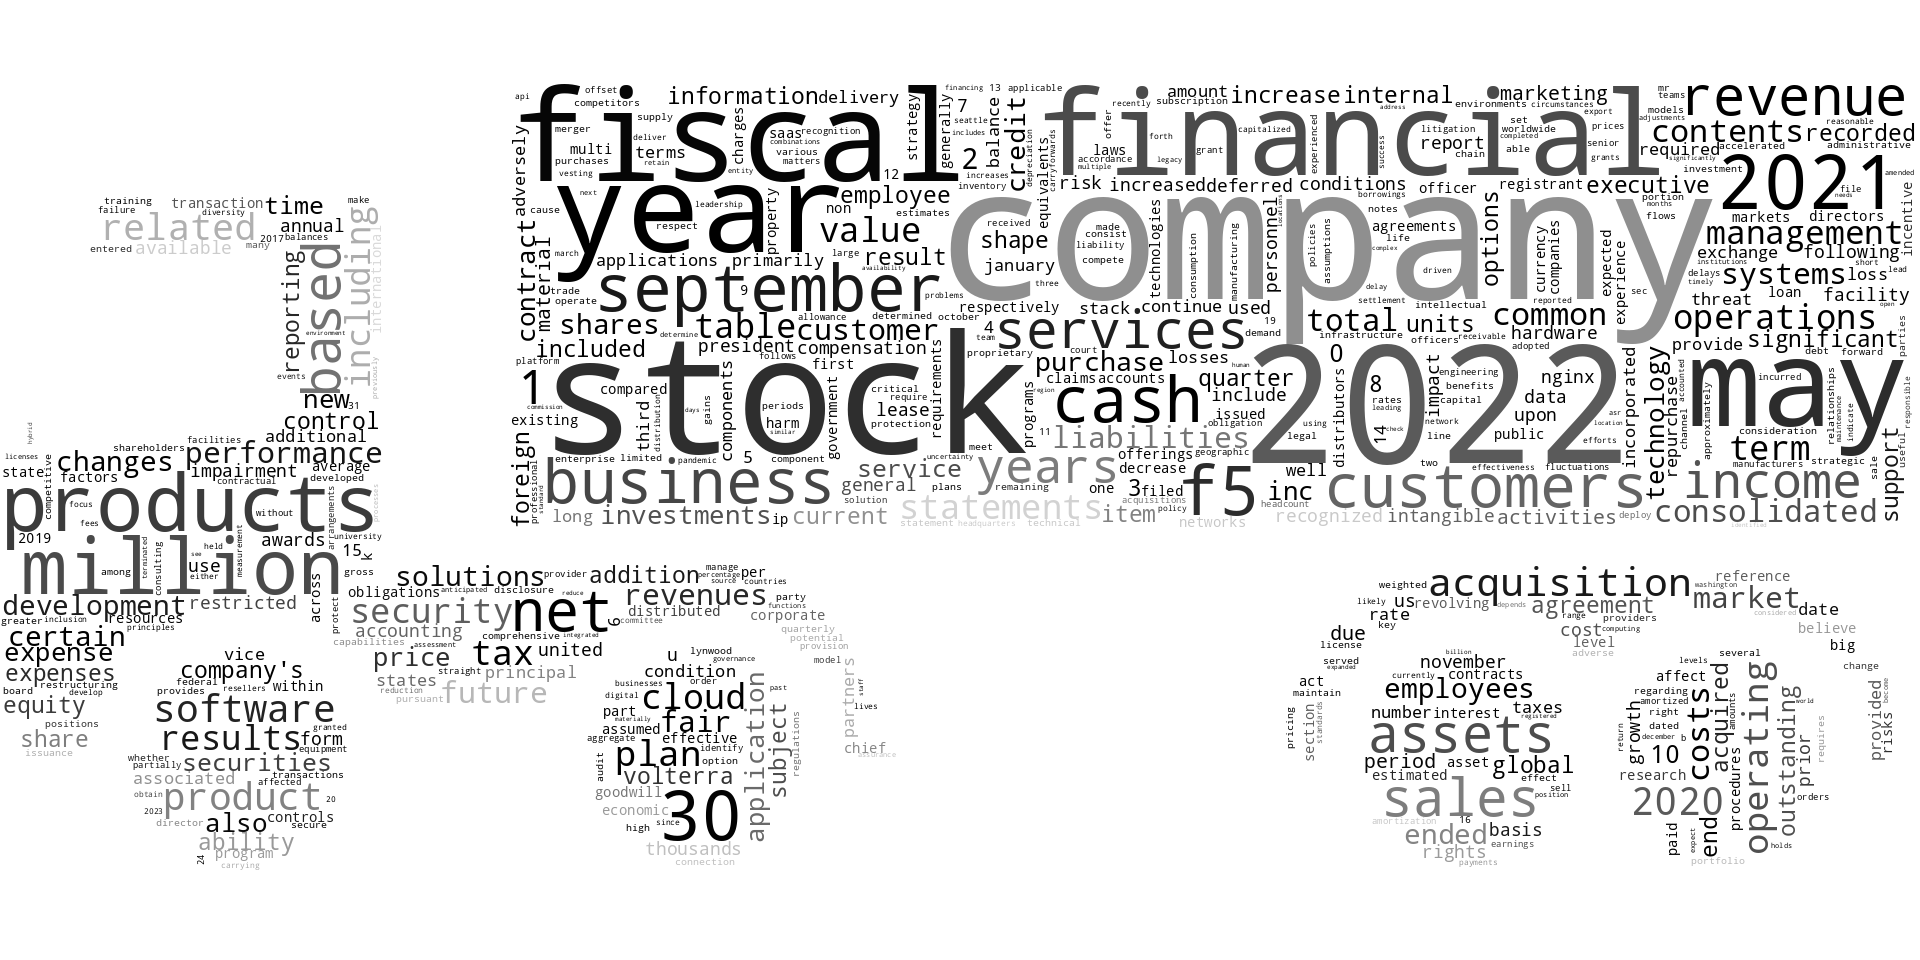 fiscal
financial
revenue
year
company
2021
stock
2022
may
september
services
cash
business
years
f5
customers
income
products
million
based
related
including
performance
api
offset
competitors
information
delivery
supply
merger
deliver
multi
terms
purchases
retain
vesting
charges
saas
recognition
combinations
various
matters
entity
strategy
generally
financing
13
applicable
7
seattle
includes
2
balance
credit
increases
inventory
12
recently
amount
subscription
increase
internal
address
offer
forth
laws
accordance
multiple
legacy
grant
capitalized
experienced
success
environments
circumstances
marketing
export
set
worldwide
completed
able
litigation
report
chain
prices
senior
grants
mr
teams
models
adjustments
reasonable
contents
recorded
required
accelerated
administrative
significantly
investment
amended
adversely
contract
material
next
cause
respect
march
leadership
property
employee
non
estimates
value
large
result
availability
applications
primarily
problems
trade
operate
9
shares
table
customer
allowance
determined
october
determine
included
president
compensation
platform
1
commission
existing
foreign
depreciation
carryforwards
equivalents
risk
increased
deferred
conditions
received
shape
january
made
consist
liability
compete
three
technologies
consumption
manufacturing
personnel
locations
borrowings
officer
registrant
executive
notes
agreements
life
complex
policies
assumptions
driven
delay
settlement
intellectual
options
currency
companies
reported
expected
experience
portion
months
flows
file
needs
markets
directors
incentive
management
exchange
following
institutions
short
lead
delays
timely
systems
loss
sec
threat
loan
facility
open
operations
provide
significant
parties
debt
forward
respectively
stack
continue
used
4
team
19
demand
proprietary
court
purchase
losses
human
claims
accounts
region
quarter
include
issued
obligation
infrastructure
total
units
officers
receivable
common
hardware
adopted
0
8
rates
leading
14
check
using
legal
distributors
impact
engineering
benefits
capital
network
line
nginx
data
upon
public
asr
location
efforts
two
effectiveness
fluctuations
incorporated
technology
repurchase
channel
accounted
approximately
incurred
consideration
relationships
maintenance
indicate
responsible
term
manufacturers
strategic
sale
useful
support
consolidated
identified
follows
first
compared
third
distribution
days
gains
components
periods
harm
similar
government
critical
require
lease
protection
requirements
meet
programs
11
liabilities
offerings
geographic
decrease
enterprise
limited
pandemic
5
component
service
uncertainty
general
plans
remaining
professional
standard
long
investments
ip
solution
current
statements
statement
headquarters
technical
one
3
filed
acquisitions
policy
item
networks
inc
well
headcount
recognized
intangible
activities
deploy
training
failure
transaction
diversity
time
make
annual
2017
balances
entered
available
many
reporting
environment
internationally
events
previously
new
31
control
hybrid
facilities
additional
shareholders
licenses
state
changes
factors
impairment
average
developed
contractual
competitive
focus
fees
without
arrangements
processes
2019
university
among
terminated
consulting
held
see
use
either
measurement
awards
15
k
gross
development
restricted
greater
inclusion
resources
principles
across
protect
certain
expense
expenses
board
restructuring
develop
equity
positions
share
issuance
vice
company's
federal
provides
resellers
within
software
results
granted
form
equipment
whether
partially
securities
associated
transactions
affected
obtain
product
20
2023
director
also
controls
secure
ability
24
program
carrying
solutions
provider
addition
manage
percentage
source
per
countries
obligations
anticipated
disclosure
reduce
revenues
party
functions
security
net
6
distributed
committee
corporate
accounting
capabilities
comprehensive
integrated
quarterly
potential
provision
assessment
price
tax
united
states
straight
principal
reduction
pursuant
future
u
lynwood
governance
model
condition
businesses
order
digital
cloud
part
materially
fair
assumed
aggregate
effective
audit
plan
identify
option
volterra
goodwill
economic
30
high
since
thousands
connection
application
subject
past
regulations
partners
staff
lives
chief
issurance
weighted
acquisition
washington
reference
likely
us
revolving
depends
agreement
market
considered
date
rate
key
range
providers
cost
computing
believe
due
license
level
adverse
big
served
expanded
billion
november
several
act
maintain
currently
contracts
employees
levels
affect
change
pricing
section
standards
number
interest
taxes
registered
regarding
amortized
right
dated
december
b
return
growth
assets
period
asset
global
estimated
effect
sell
position
sales
10
research
2020
costs
acquired
amounts
operating
world
outstanding
prior
requires
provided
risks
become
procedures
orders
amortization
16
ended
basis
earnings
rights
payments
paid
expect
end
holds
portfolio